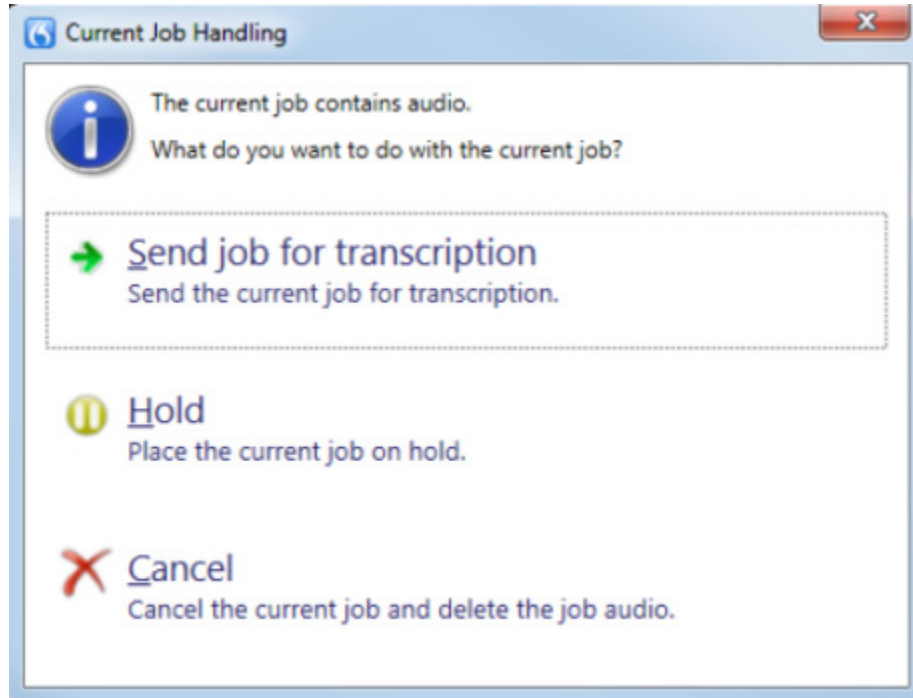 Current Job Handling
The current job contains audio.
What do you want to do with the current job?
Send job for transcription
Send the current job for transcription.
Hold
Place the current job on hold.
Cancel
Cancel the current job and delete the job audio.